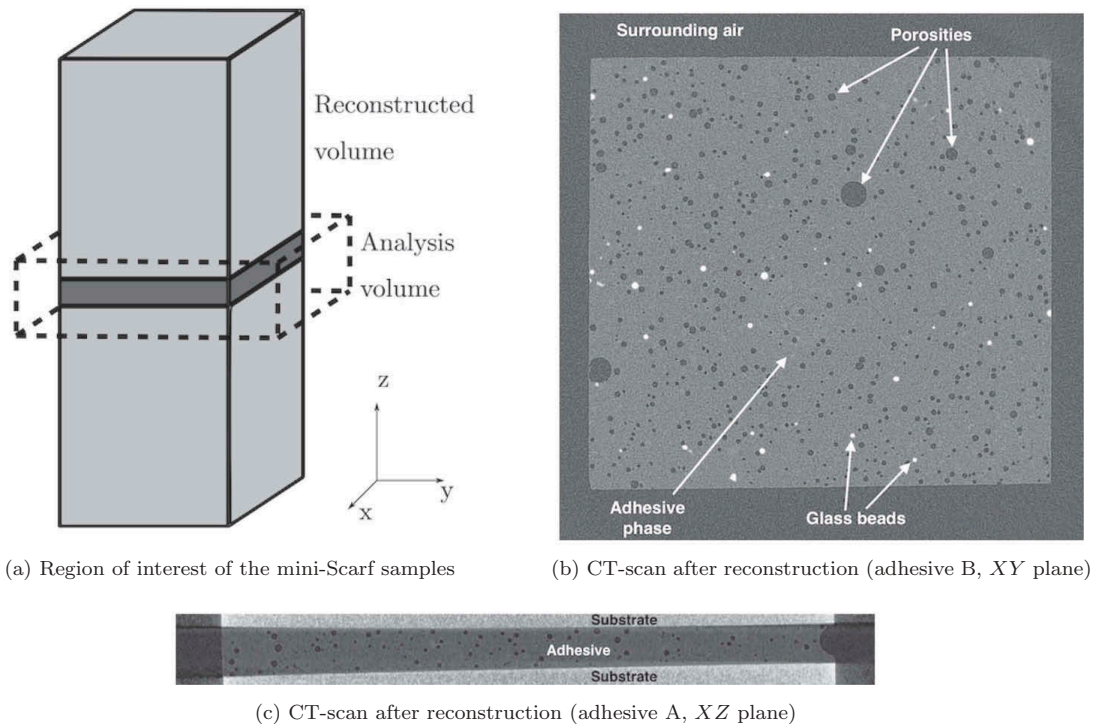 Reconstructed
volume
Analysis
volume
z
y
x
(a) Region of interest of the mini-Scarf samples
Surrounding air
Porosities
Adhesive
phase
Glass beads
(b) CT-scan after reconstruction (adhesive B, XY plane)
Substrate
Adhesive
Substrate
(c) CT-scan after reconstruction (adhesive A, XZ plane)